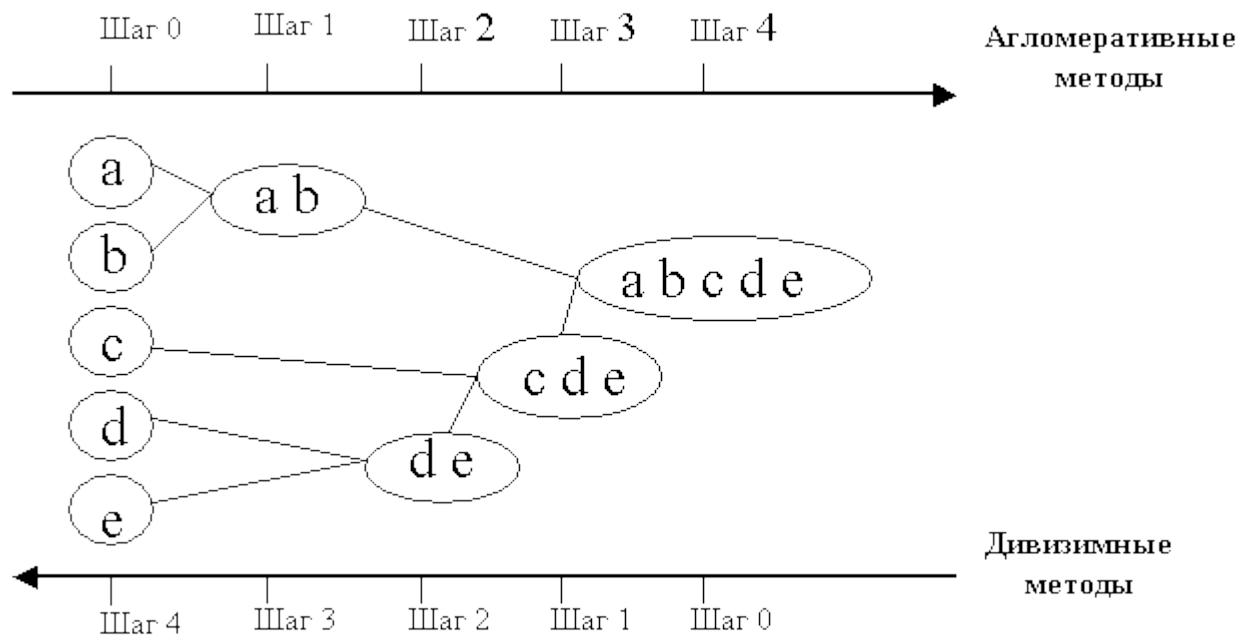 Шаг 0 Шаг 1 Шаг 2 Шаг 3 Шаг 4
Агломеративные
методы
a
a b
b
a b c d e
c
c d e
d
d e
e
Дивизимные
методы
Шаг 4 Шаг 3 Шаг 2 Шаг 1 Шаг 0